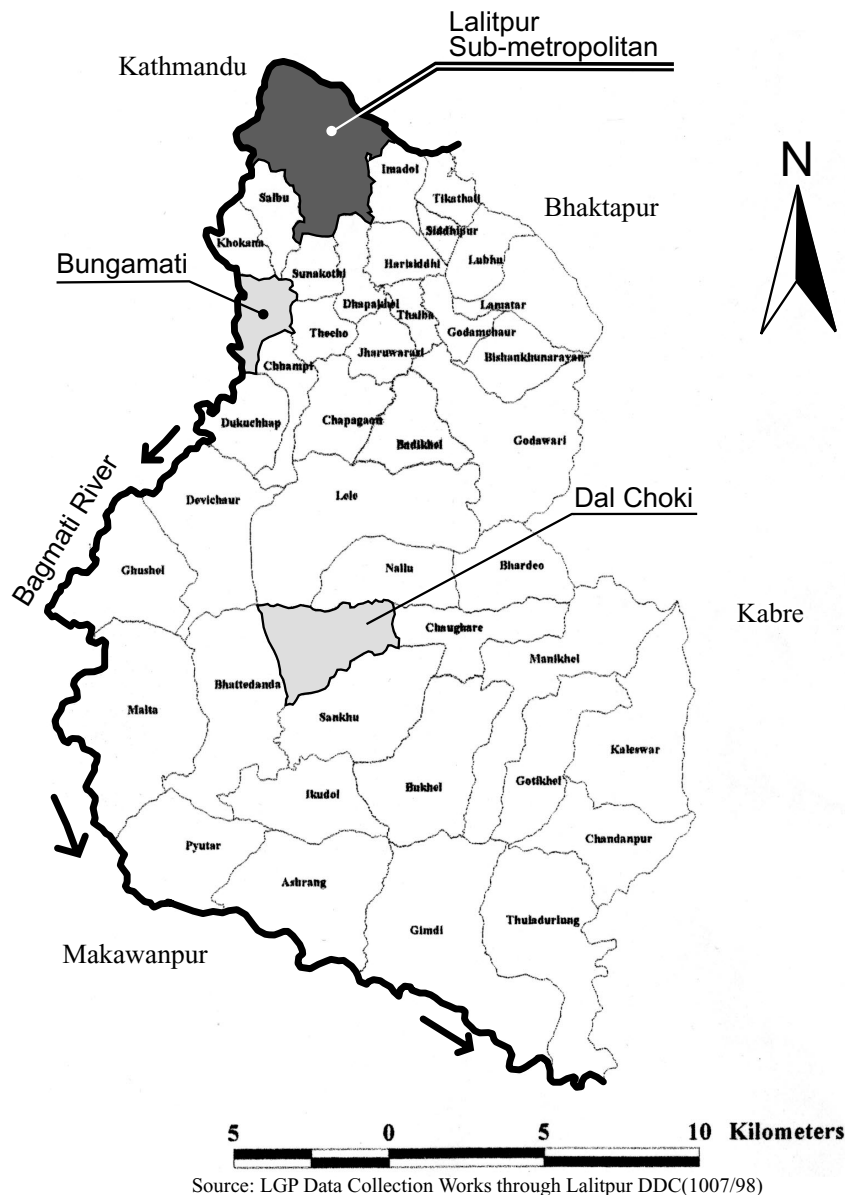 Lalitpur
Sub-metropolitan
Kathmandu
N
Imadol
Saibu
Tikathali
Bhaktapur
Siddhipur
Khokana
Lubhu
Harisiddhi
Bungamati
Sunakothi
Dhapakhel
Lamatar
Thaiba
Thecho
Godamchaur
Jharuwarasi
Bishankhunarayan
Chhampi
Dukuchhap
Chapagaon
Badikhel
Godawari
Devichaur
Lele
Dal Choki
Bagmati River
Ghushel
Nallu
Bhardeo
Kabre
Chaughare
Manikhel
Bhattedanda
Malta
Sankhu
Kaleswar
Ikudol
Bukhel
Gotikhel
Pyutar
Chandanpur
Ashrang
Thuladurlung
Gimdi
Makawanpur
5 0 5 10 Kilometers
Source: LGP Data Collection Works through Lalitpur DDC(1007/98)